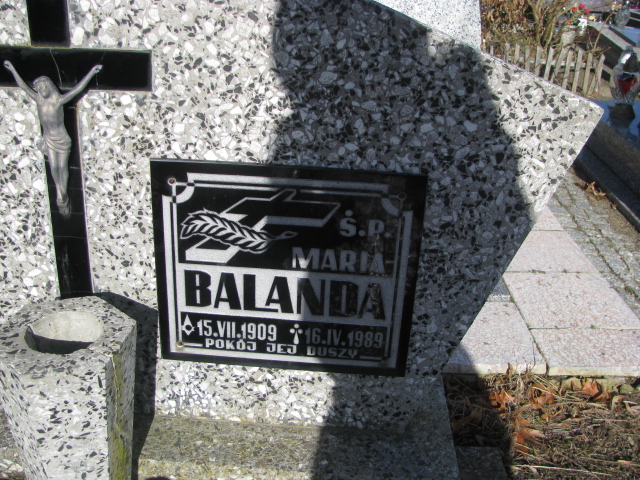 Ś.P.
MARIA
BALANDA
15.VII.1909 16.IV.1989
POKÓJ JEJ DUSZY